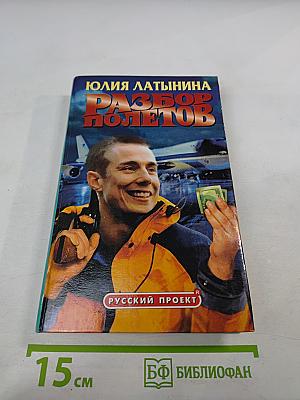 ЮЛИЯ ЛАТЫНИНА
РАЗБОР
ПОЛЕТОВ
РУССКИЙ ПРОЕКТ
15 см
БФ БИБЛИОФАН